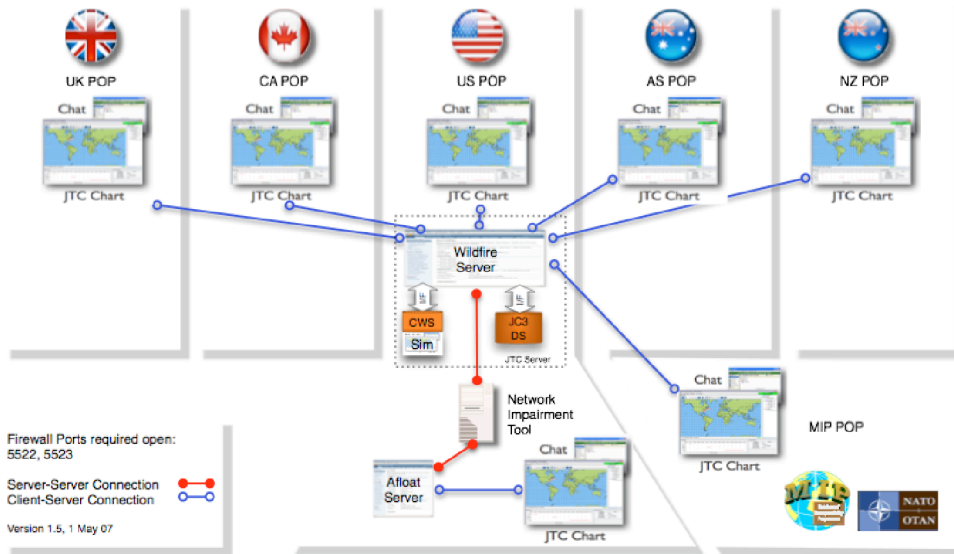 UK POP
CA POP
US POP
AS POP
NZ POP
Chat
Chat
Chat
Chat
Chat
JTC Chart
JTC Chart
JTC Chart
JTC Chart
JTC Chart
Wildfire
Server
I/F
I/F
CWS
Sim
JC3
DS
JTC Server
Network
Impairment
Tool
Chat
JTC Chart
MIP POP
Firewall Ports required open:
5522, 5523
Server-Server Connection
Client-Server Connection
Version 1.5, 1 May 07
Afloat
Server
Chat
JTC Chart
MIP
NATO
OTAN